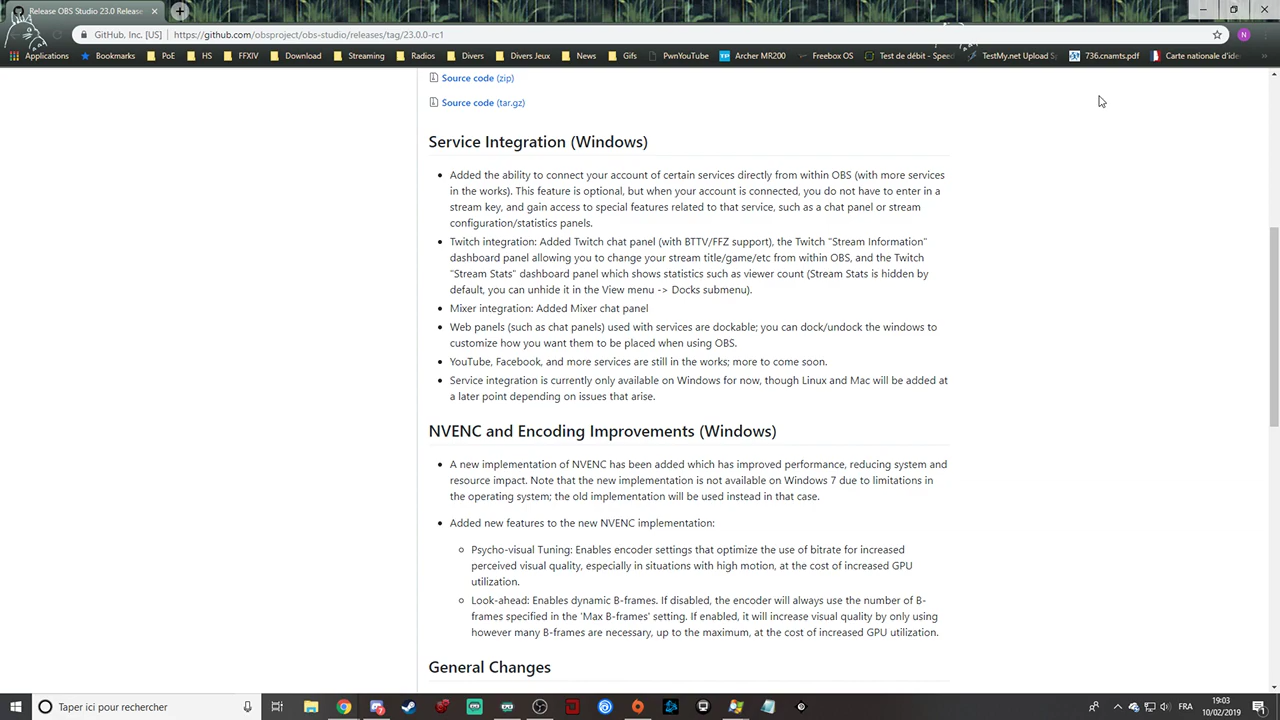 Release OBS Studio 23.0 Release
GitHub, Inc. [US] | https://github.com/obsproject/obs-studio/releases/tag/23.0.0-rc1
N
Applications Bookmarks PoE HS FFXIV Download Streaming Radios Divers Divers Jeux News Gifs PwnYouTube Archer MR200 Freebox OS Test de débit - Speed TestMy.net Upload S 736.cnamts.pdf Carte nationale d'ide
Source code (zip)
Source code (tar.gz)
Service Integration (Windows)
Added the ability to connect your account of certain services directly from within OBS (with more services
in the works). This feature is optional, but when your account is connected, you do not have to enter in a
stream key, and gain access to special features related to that service, such as a chat panel or stream
configuration/statistics panels.
Twitch integration: Added Twitch chat panel (with BTTV/FFZ support), the Twitch "Stream Information"
dashboard panel allowing you to change your stream title/game/etc from within OBS, and the Twitch
"Stream Stats" dashboard panel which shows statistics such as viewer count (Stream Stats is hidden by
default, you can unhide it in the View menu -> Docks submenu).
Mixer integration: Added Mixer chat panel
Web panels (such as chat panels) used with services are dockable; you can dock/undock the windows to
customize how you want them to be placed when using OBS.
YouTube, Facebook, and more services are still in the works; more to come soon.
Service integration is currently only available on Windows for now, though Linux and Mac will be added at
a later point depending on issues that arise.
NVENC and Encoding Improvements (Windows)
A new implementation of NVENC has been added which has improved performance, reducing system and
resource impact. Note that the new implementation is not available on Windows 7 due to limitations in
the operating system; the old implementation will be used instead in that case.
Added new features to the new NVENC implementation:
Psycho-visual Tuning: Enables encoder settings that optimize the use of bitrate for increased
perceived visual quality, especially in situations with high motion, at the cost of increased GPU
utilization.
Look-ahead: Enables dynamic B-frames. If disabled, the encoder will always use the number of B-
frames specified in the 'Max B-frames' setting. If enabled, it will increase visual quality by only using
however many B-frames are necessary, up to the maximum, at the cost of increased GPU utilization.
General Changes
Taper ici pour rechercher
FRA
19:03
10/02/2019